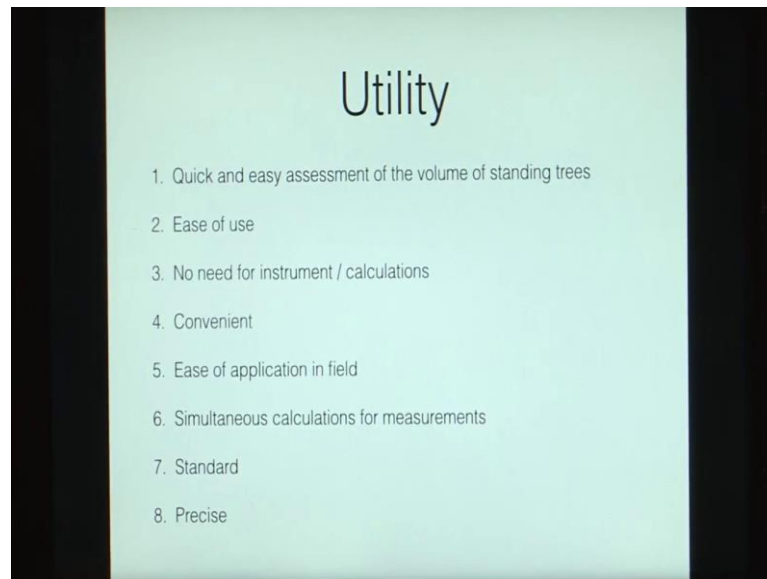 Utility
1. Quick and easy assessment of the volume of standing trees
2. Ease of use
3. No need for instrument / calculations
4. Convenient
5. Ease of application in field
6. Simultaneous calculations for measurements
7. Standard
8. Precise